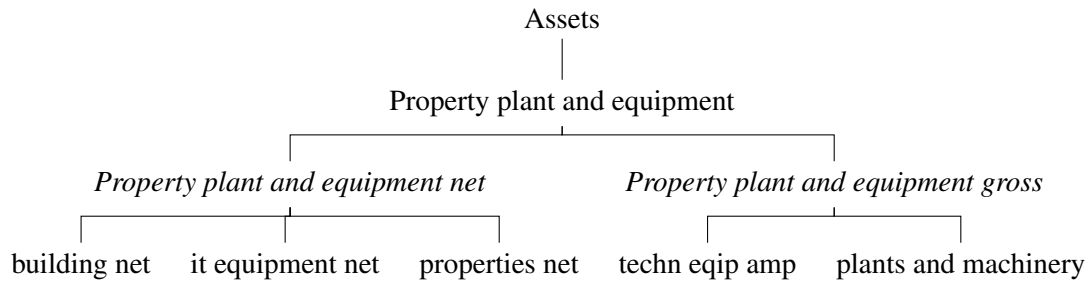 Assets
Property plant and equipment
Property plant and equipment net Property plant and equipment gross
building net it equipment net properties net techn eqip amp plants and machinery